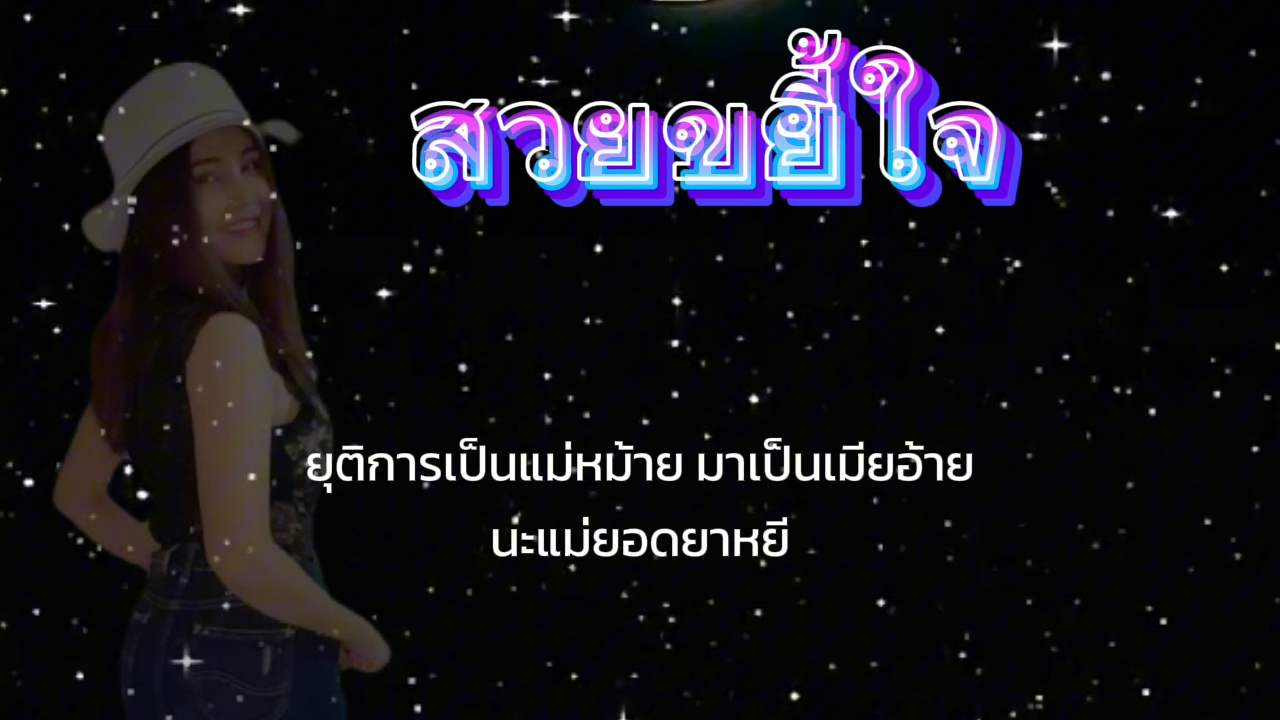 สวยขยี้ใจ
ยุติการเป็นแม่หม้าย มาเป็นเมียอ้าย
นะแม่ยอดยาหยี